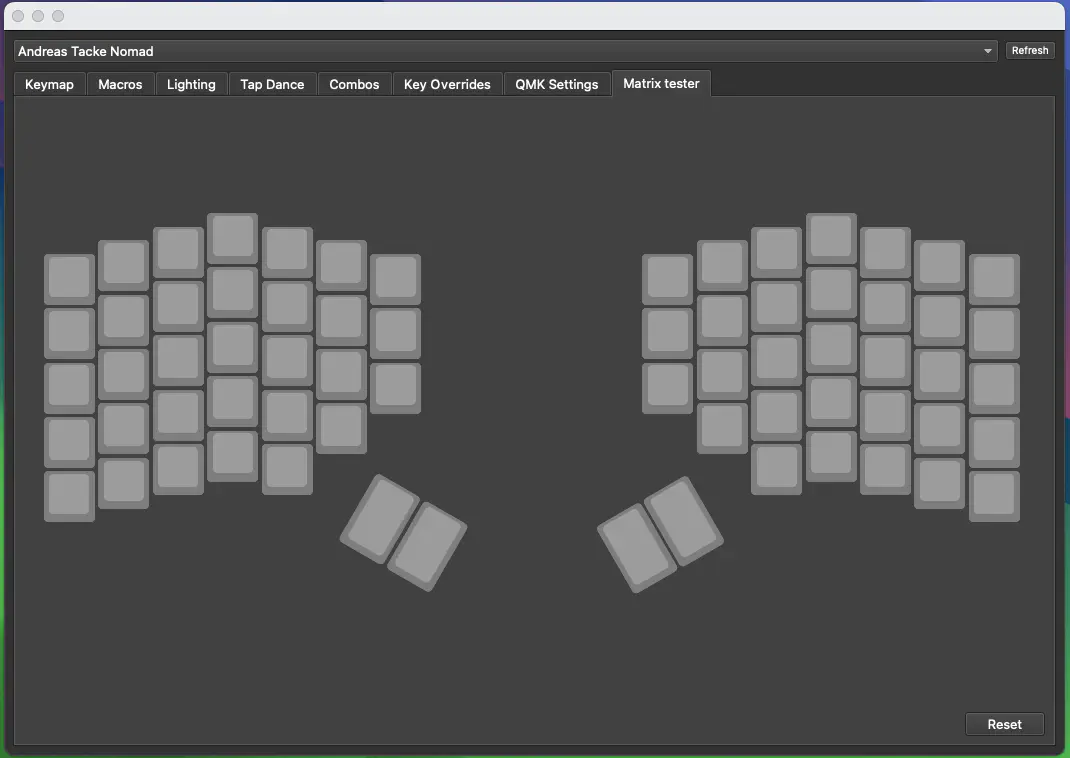 Andreas Tacke Nomad
Refresh
Keymap Macros Lighting Tap Dance Combos Key Overrides QMK Settings Matrix tester
Reset